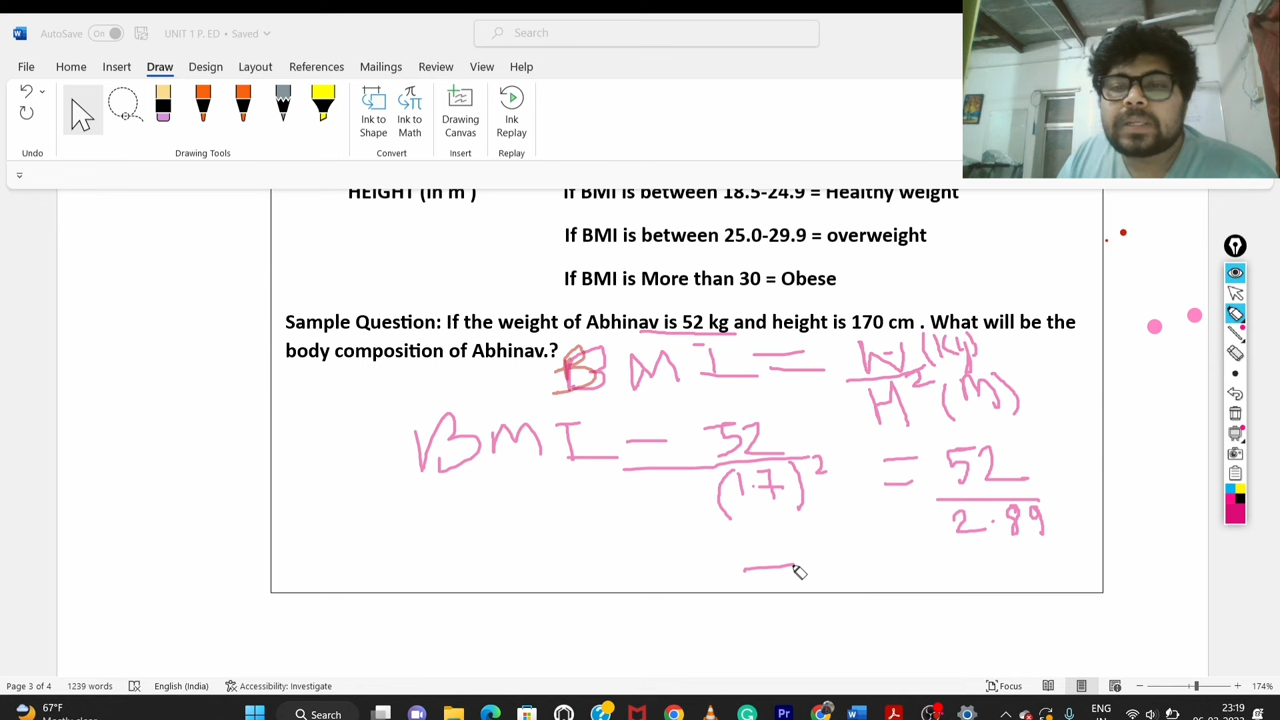 AutoSave On UNIT 1 P. ED • Saved Search
File Home Insert Draw Design Layout References Mailings Review View Help
Ink to Shape Ink to Math Drawing Canvas Ink Replay
Undo Drawing Tools Convert Insert Replay
HEIGHT (in m ) If BMI is between 18.5-24.9 = Healthy weight
If BMI is between 25.0-29.9 = overweight
If BMI is More than 30 = Obese
Sample Question: If the weight of Abhinav is 52 kg and height is 170 cm . What will be the
body composition of Abhinav.?
BMI = W (Kg) / H² (M)
BMI = 52 / (1.7)² = 52 / 2.89
Page 3 of 4 1239 words English (India) Accessibility: Investigate Focus 174%
67°F Search ENG 23:19